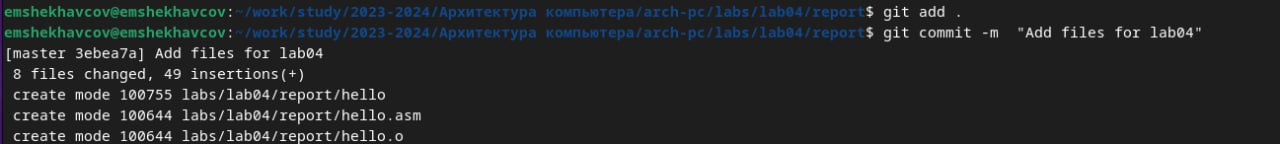 emshekhavcov@emshekhavcov:~/work/study/2023-2024/Архитектура компьютера/arch-pc/labs/lab04/report$ git add .
emshekhavcov@emshekhavcov:~/work/study/2023-2024/Архитектура компьютера/arch-pc/labs/lab04/report$ git commit -m  "Add files for lab04"
[master 3ebea7a] Add files for lab04
 8 files changed, 49 insertions(+)
 create mode 100755 labs/lab04/report/hello
 create mode 100644 labs/lab04/report/hello.asm
 create mode 100644 labs/lab04/report/hello.o